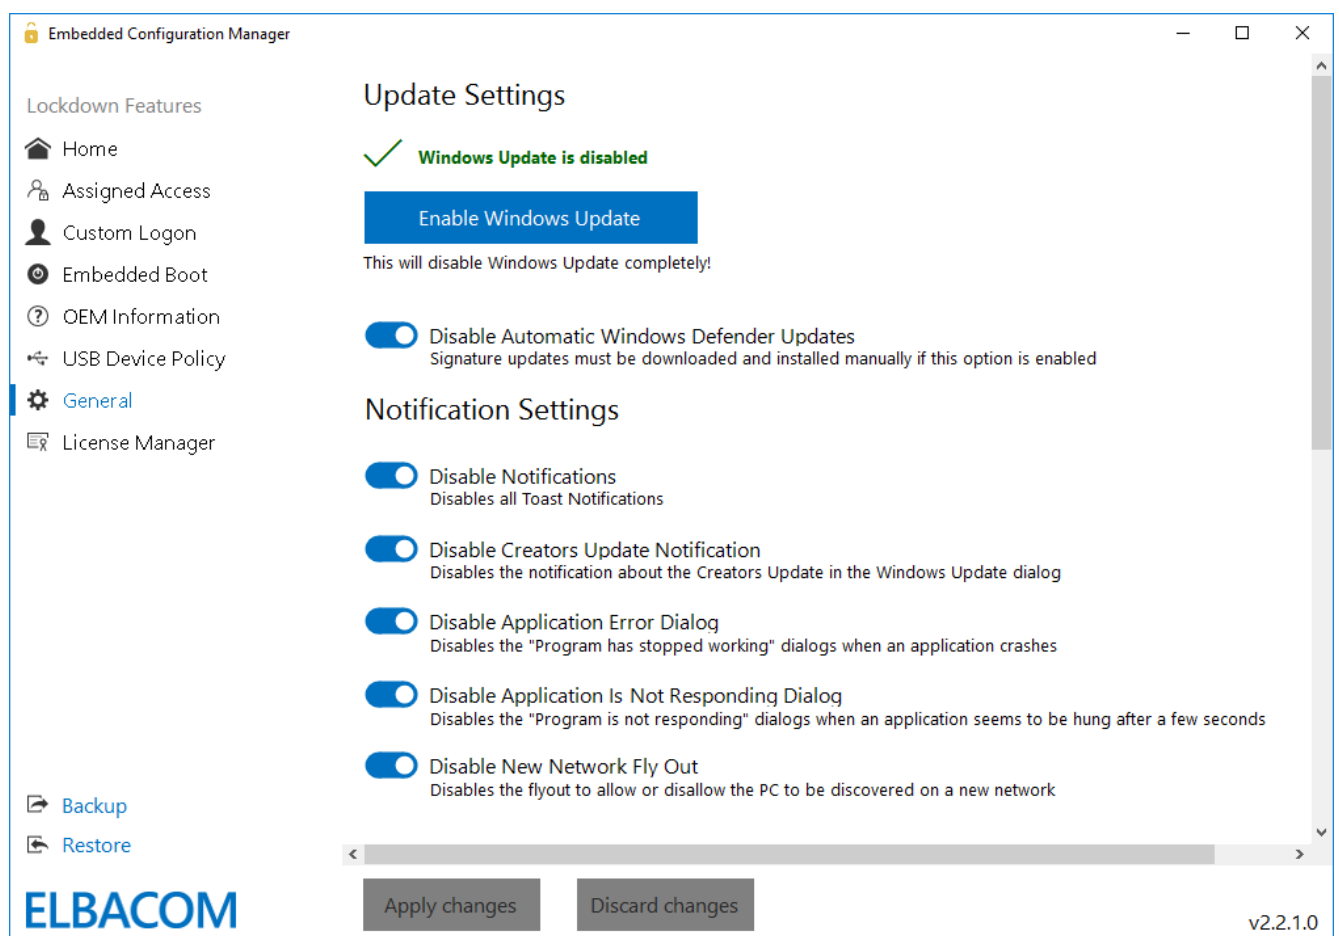 Embedded Configuration Manager
Lockdown Features
Home
Assigned Access
Custom Logon
Embedded Boot
OEM Information
USB Device Policy
General
License Manager
Backup
Restore
ELBACOM
Update Settings
Windows Update is disabled
Enable Windows Update
This will disable Windows Update completely!
Disable Automatic Windows Defender Updates
Signature updates must be downloaded and installed manually if this option is enabled
Notification Settings
Disable Notifications
Disables all Toast Notifications
Disable Creators Update Notification
Disables the notification about the Creators Update in the Windows Update dialog
Disable Application Error Dialog
Disables the "Program has stopped working" dialogs when an application crashes
Disable Application Is Not Responding Dialog
Disables the "Program is not responding" dialogs when an application seems to be hung after a few seconds
Disable New Network Fly Out
Disables the flyout to allow or disallow the PC to be discovered on a new network
Apply changes
Discard changes
v2.2.1.0